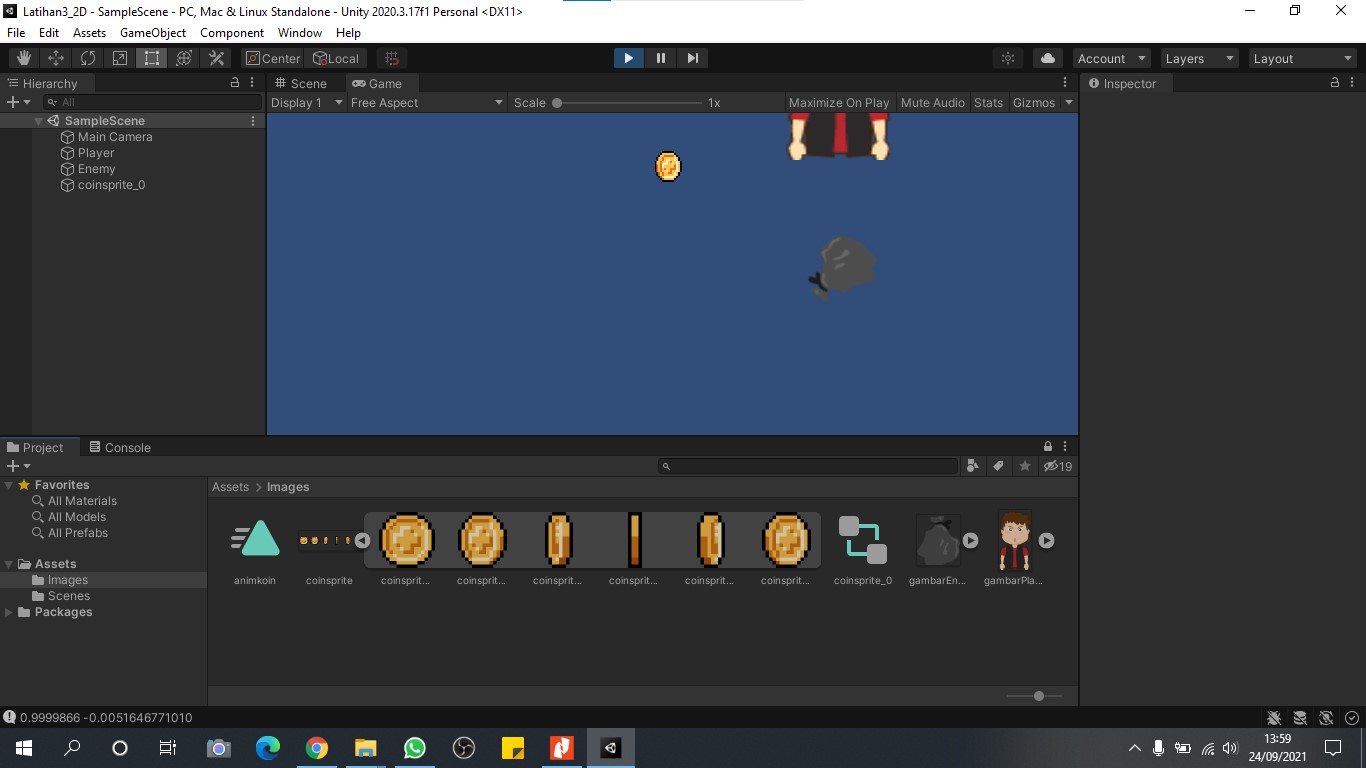 Latihan3_2D - SampleScene - PC, Mac & Linux Standalone - Unity 2020.3.17f1 Personal <DX11>
File Edit Assets GameObject Component Window Help
Center Local Account Layers Layout
Hierarchy
All
SampleScene
Main Camera
Player
Enemy
coinsprite_0
Scene Game
Display 1 Free Aspect Scale 1x Maximize On Play Mute Audio Stats Gizmos
Inspector
Project Console
19
Favorites
All Materials
All Models
All Prefabs
Assets
Images
Scenes
Packages
Assets > Images
animkoin coinsprite coinsprit... coinsprit... coinsprit... coinsprit... coinsprit... coinsprit... coinsprite_0 gambarEn... gambarPla...
0.9999866 -0.0051646771010
13:59
24/09/2021